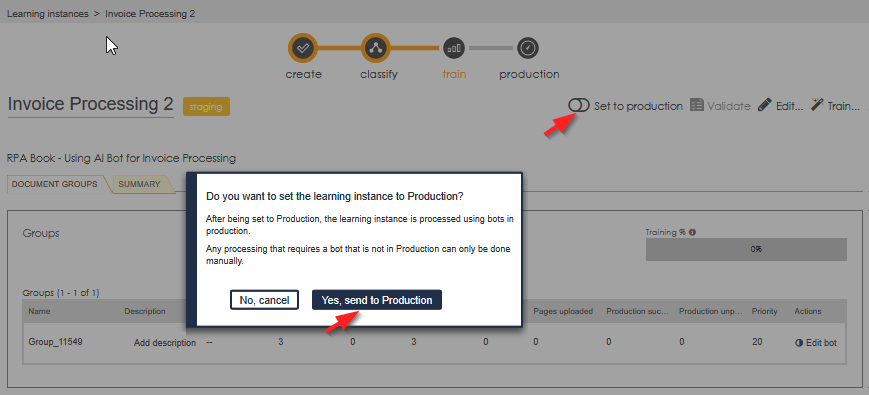 Learning instances > Invoice Processing 2
create classify train production
Invoice Processing 2 staging Set to production Validate Edit... Train...
RPA Book - Using AI Bot for Invoice Processing
DOCUMENT GROUPS SUMMARY
Do you want to set the learning instance to Production?
After being set to Production, the learning instance is processed using bots in
production.
Any processing that requires a bot that is not in Production can only be done
manually.
No, cancel Yes, send to Production
Groups
Training %
0%
Groups (1 - 1 of 1)
Name Description Pages uploaded Production suc... Production unp... Priority Actions
Group_11549 Add description -- 3 0 3 0 0 0 0 20 Edit bot